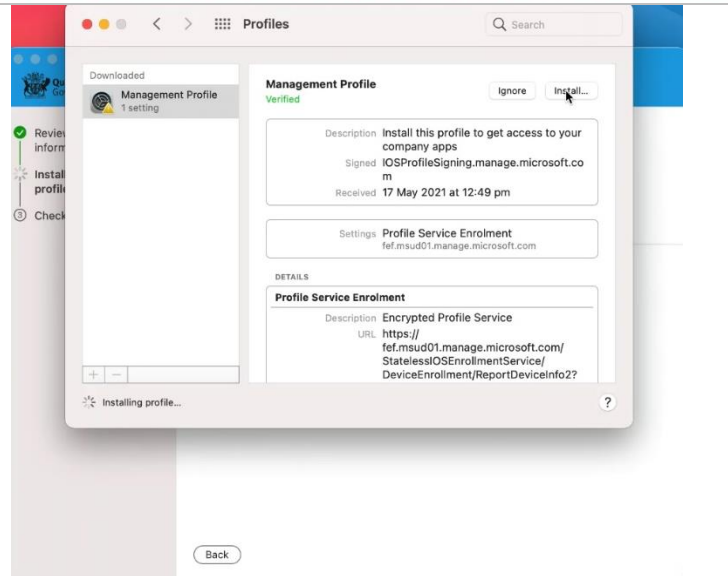 Profiles
Search
Downloaded
Management Profile
1 setting
Management Profile
Verified
Ignore
Install...
Description Install this profile to get access to your
company apps
Signed IOSProfileSigning.manage.microsoft.co
m
Received 17 May 2021 at 12:49 pm
Settings Profile Service Enrolment
fef.msud01.manage.microsoft.com
DETAILS
Profile Service Enrolment
Description Encrypted Profile Service
URL https://
fef.msud01.manage.microsoft.com/
StatelessIOSEnrollmentService/
DeviceEnrollment/ReportDeviceInfo2?
+ −
Installing profile...
?
Qu
Go
Revie
inform
Instal
profil
3 Check
Back